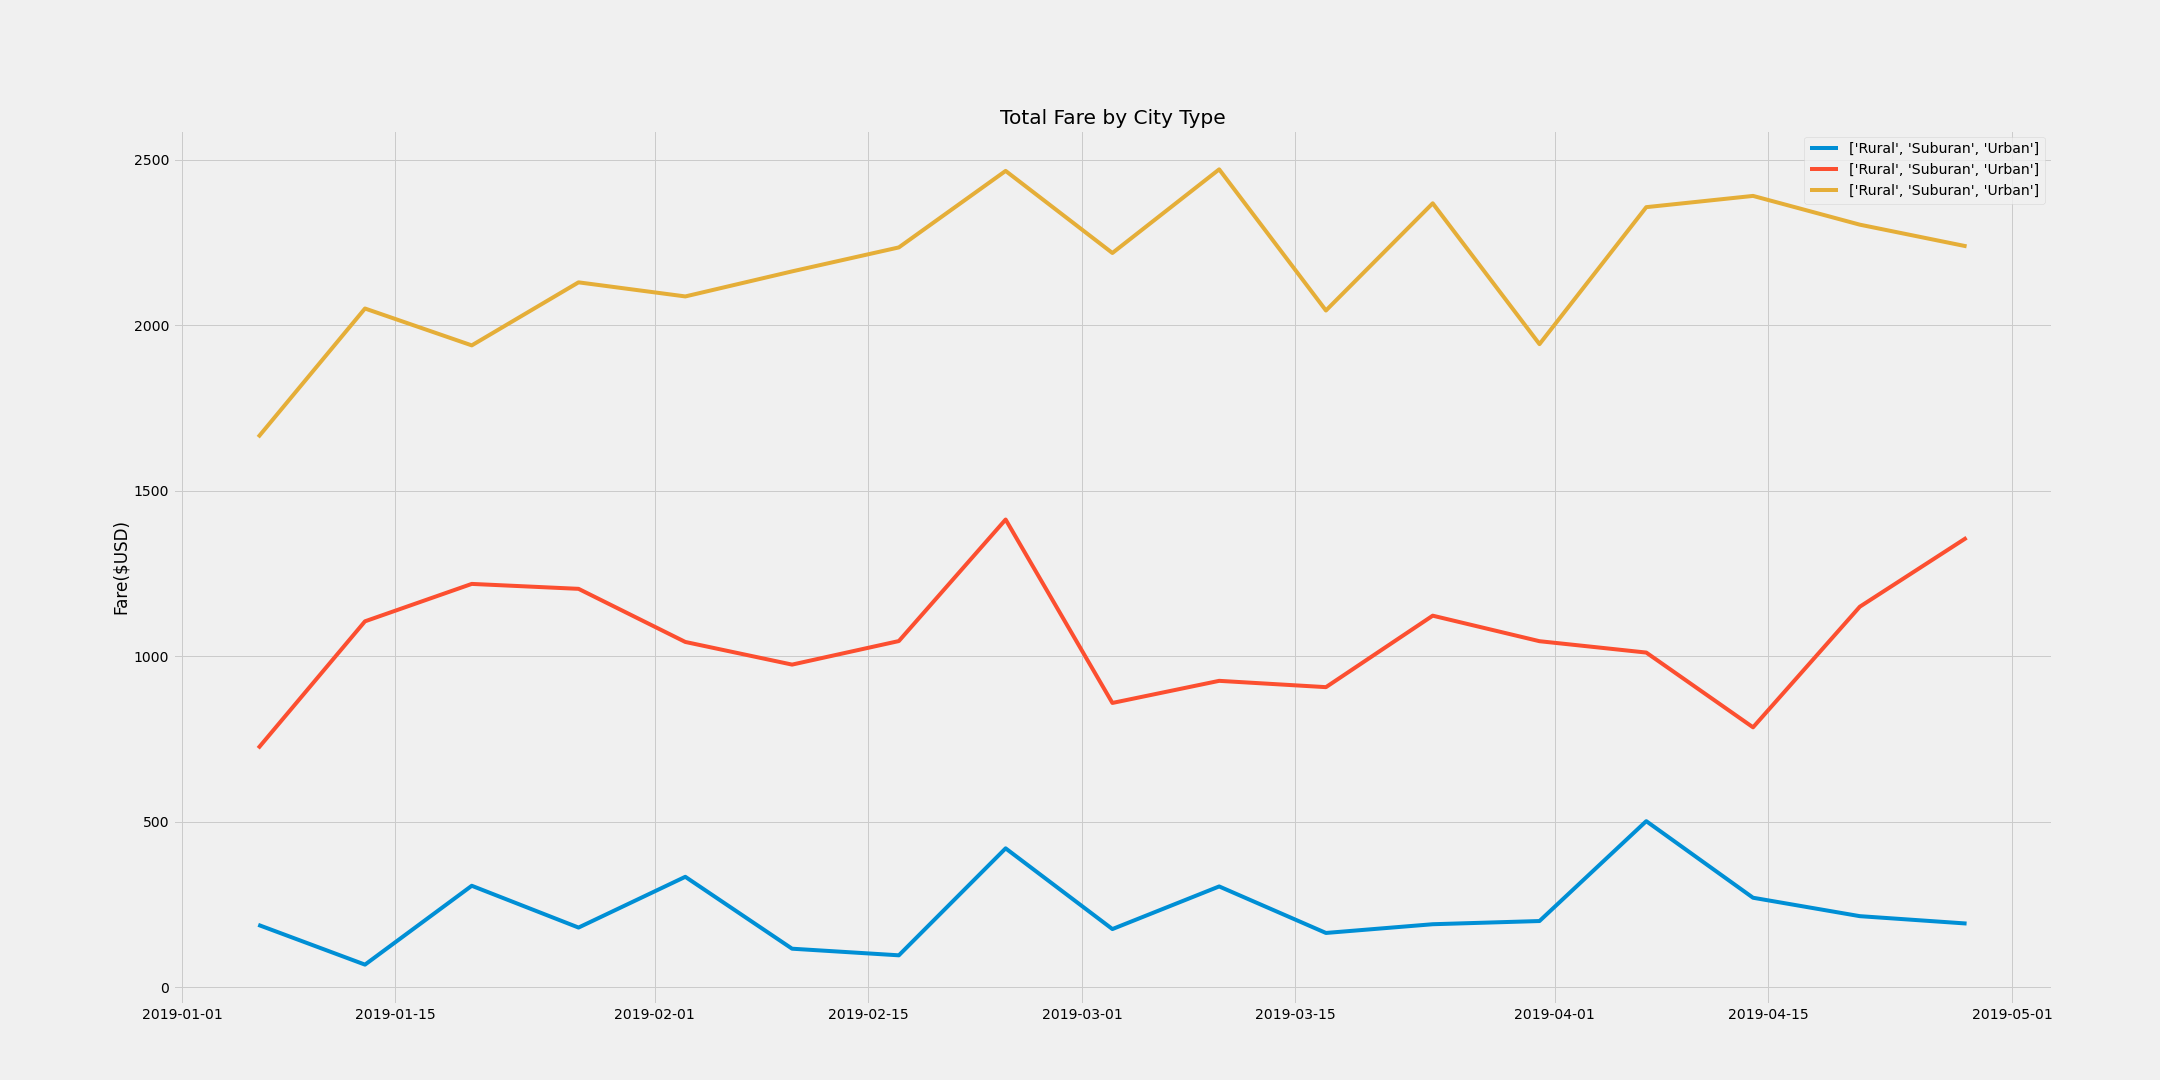 Total Fare by City Type
['Rural', 'Suburan', 'Urban']
['Rural', 'Suburan', 'Urban']
['Rural', 'Suburan', 'Urban']
Fare($USD)
2500
2000
1500
1000
500
0
2019-01-01 2019-01-15 2019-02-01 2019-02-15 2019-03-01 2019-03-15 2019-04-01 2019-04-15 2019-05-01